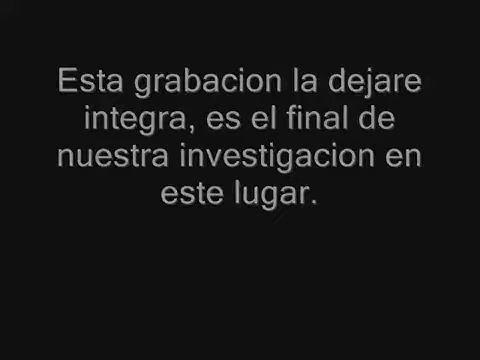 Esta grabacion la dejare
integra, es el final de
nuestra investigacion en
este lugar.